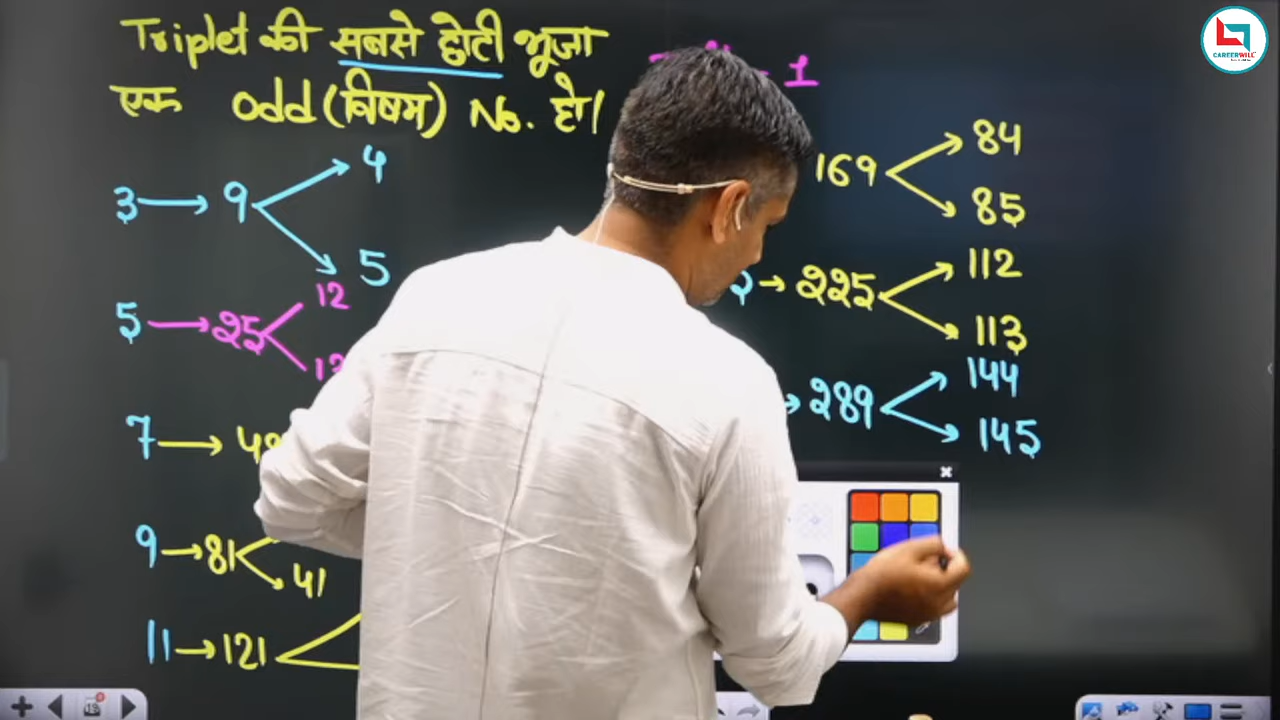 Triplet की सबसे छोटी भूजा
एक odd (विषम) No. हो।
3 → 9
4
5
5 → 25
12
7 →
9 → 81
41
11 → 121
1
169
84
85
→ 225
112
113
289
144
145
CAREERWILL